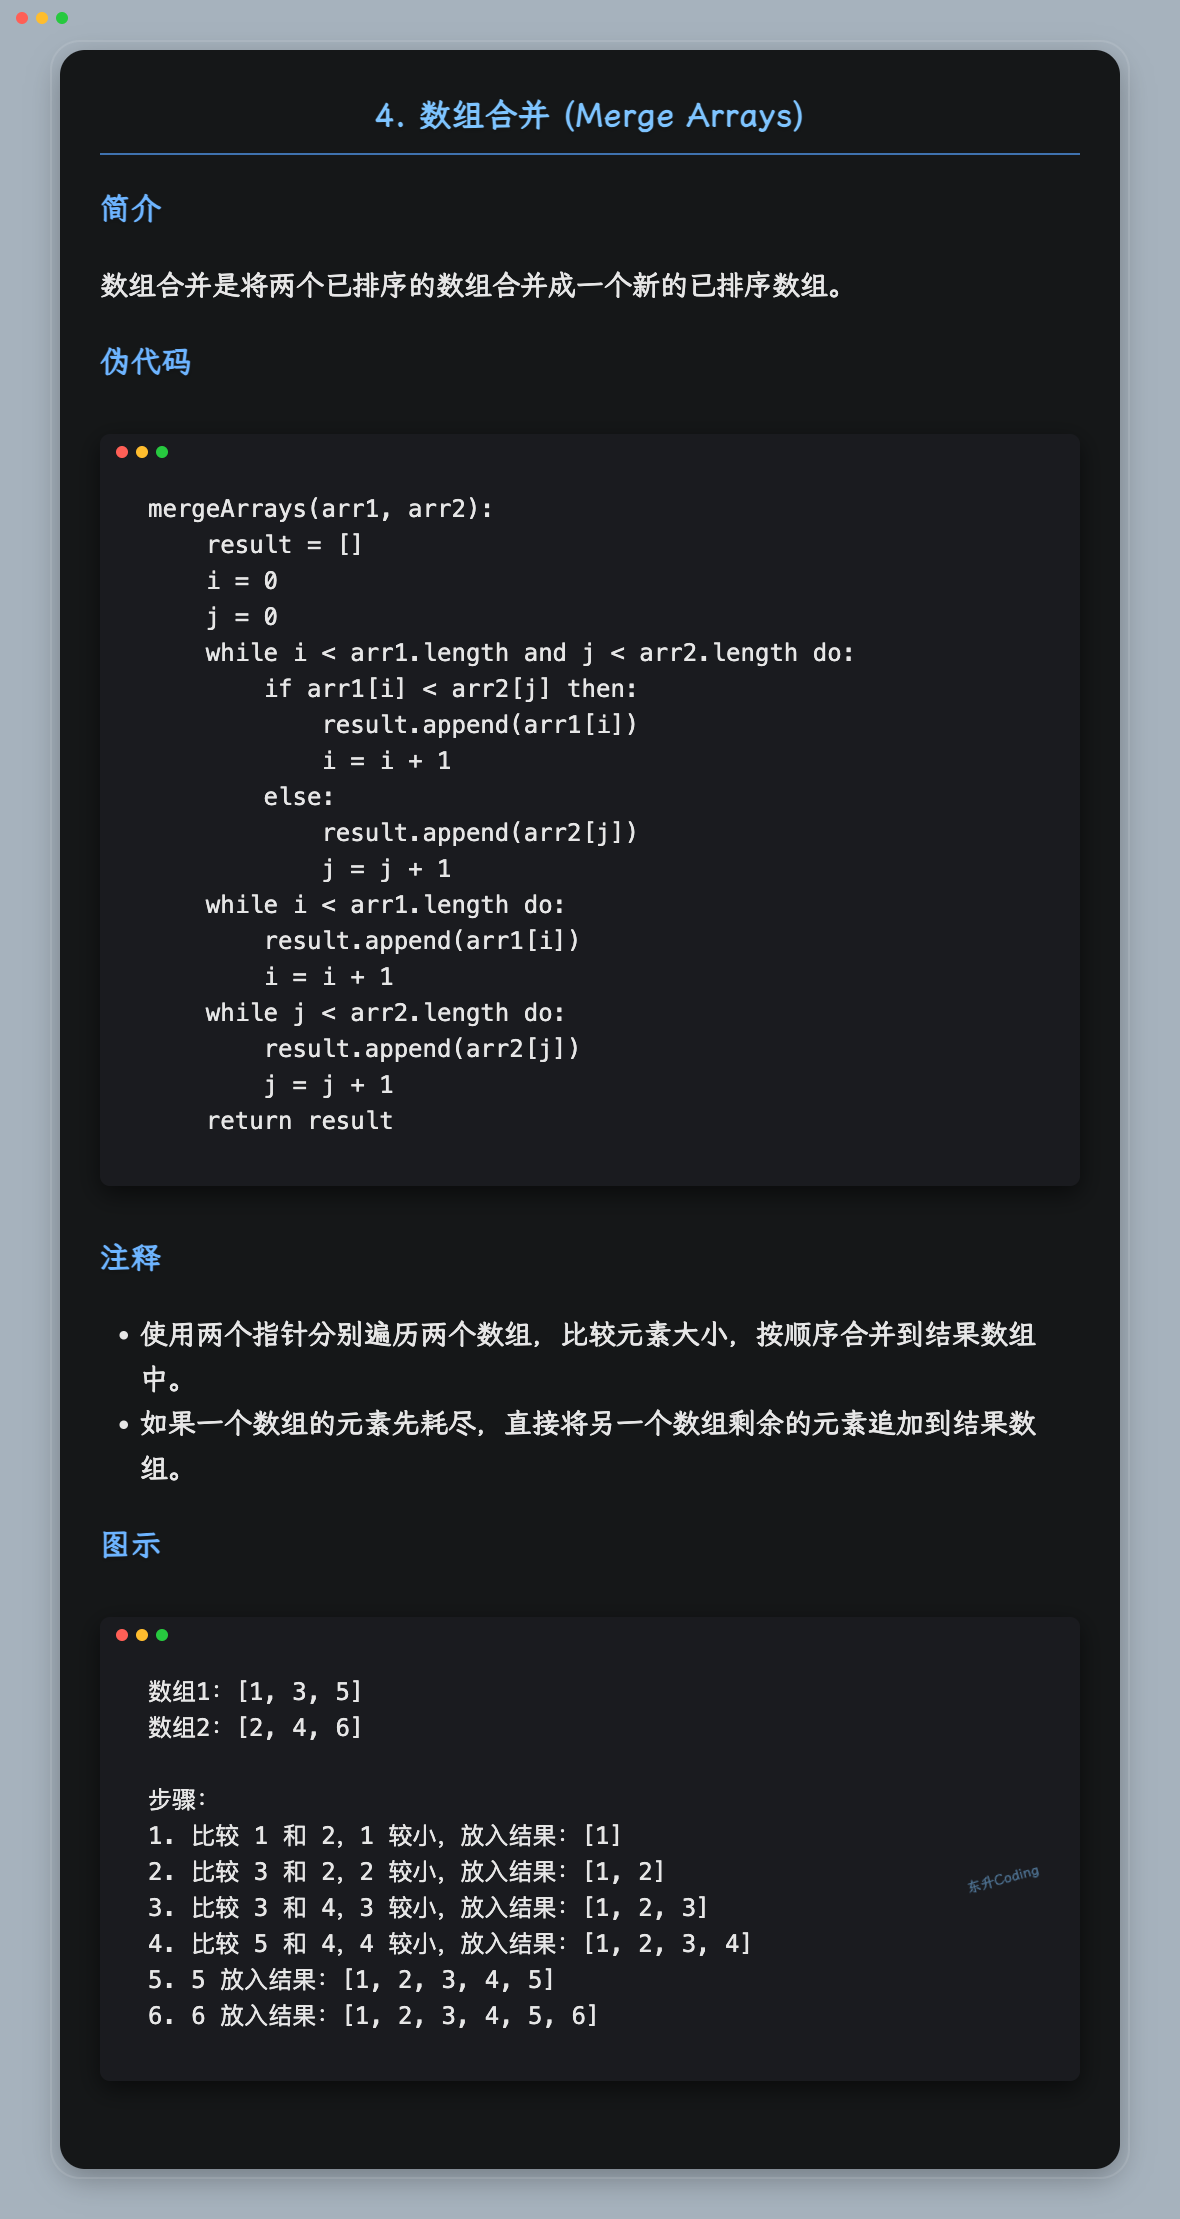 4. 数组合并 (Merge Arrays)
简介
数组合并是将两个已排序的数组合并成一个新的已排序数组。
伪代码
mergeArrays(arr1, arr2):
    result = []
    i = 0
    j = 0
    while i < arr1.length and j < arr2.length do:
        if arr1[i] < arr2[j] then:
            result.append(arr1[i])
            i = i + 1
        else:
            result.append(arr2[j])
            j = j + 1
    while i < arr1.length do:
        result.append(arr1[i])
        i = i + 1
    while j < arr2.length do:
        result.append(arr2[j])
        j = j + 1
    return result
注释
• 使用两个指针分别遍历两个数组，比较元素大小，按顺序合并到结果数组
中。
• 如果一个数组的元素先耗尽，直接将另一个数组剩余的元素追加到结果数
组。
图示
数组1：[1, 3, 5]
数组2：[2, 4, 6]
步骤：
1. 比较 1 和 2，1 较小，放入结果：[1]
2. 比较 3 和 2，2 较小，放入结果：[1, 2]
3. 比较 3 和 4，3 较小，放入结果：[1, 2, 3]
4. 比较 5 和 4，4 较小，放入结果：[1, 2, 3, 4]
5. 5 放入结果：[1, 2, 3, 4, 5]
6. 6 放入结果：[1, 2, 3, 4, 5, 6]
东升Coding